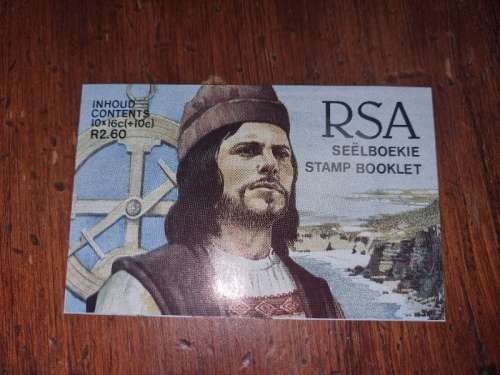 INHOUD
CONTENTS
10×16c(+10c)
R2.60
RSA
SEËLBOEKIE
STAMP BOOKLET